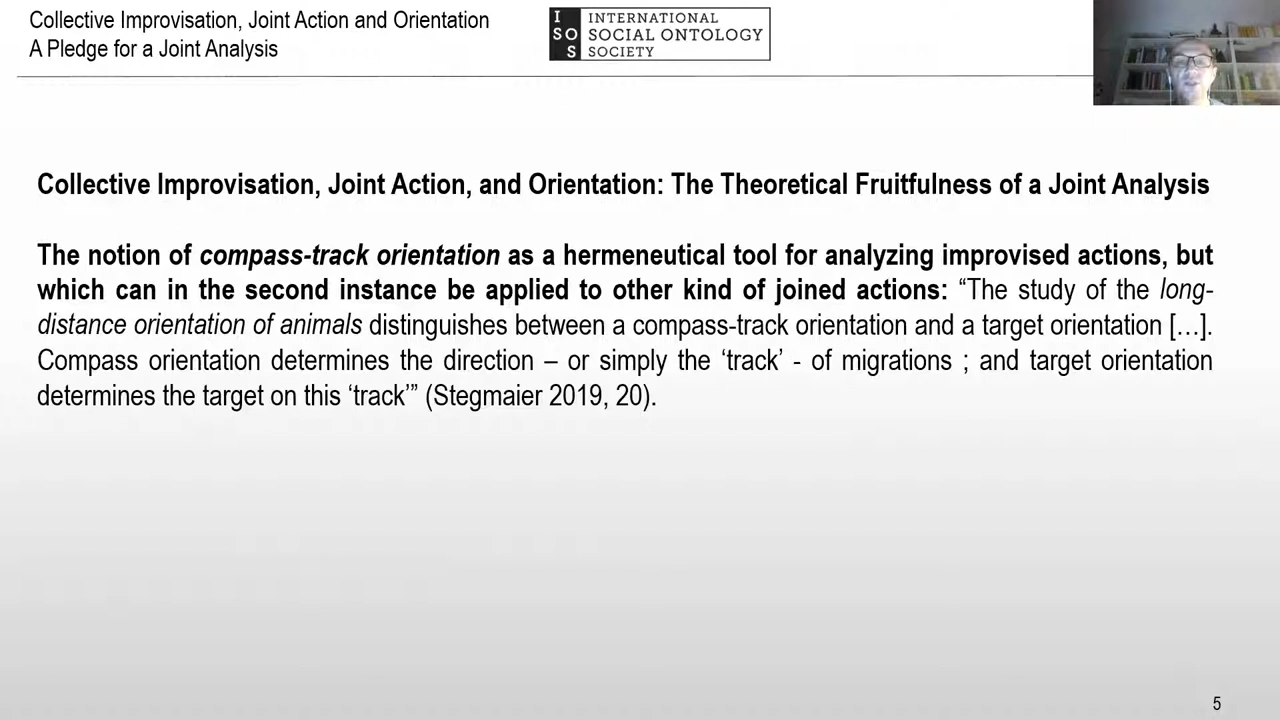 Collective Improvisation, Joint Action and Orientation
A Pledge for a Joint Analysis
I
SO
S
INTERNATIONAL
SOCIAL ONTOLOGY
SOCIETY
Collective Improvisation, Joint Action, and Orientation: The Theoretical Fruitfulness of a Joint Analysis
The notion of compass-track orientation as a hermeneutical tool for analyzing improvised actions, but
which can in the second instance be applied to other kind of joined actions: “The study of the long-
distance orientation of animals distinguishes between a compass-track orientation and a target orientation […].
Compass orientation determines the direction – or simply the ‘track’ - of migrations ; and target orientation
determines the target on this ‘track’” (Stegmaier 2019, 20).
5